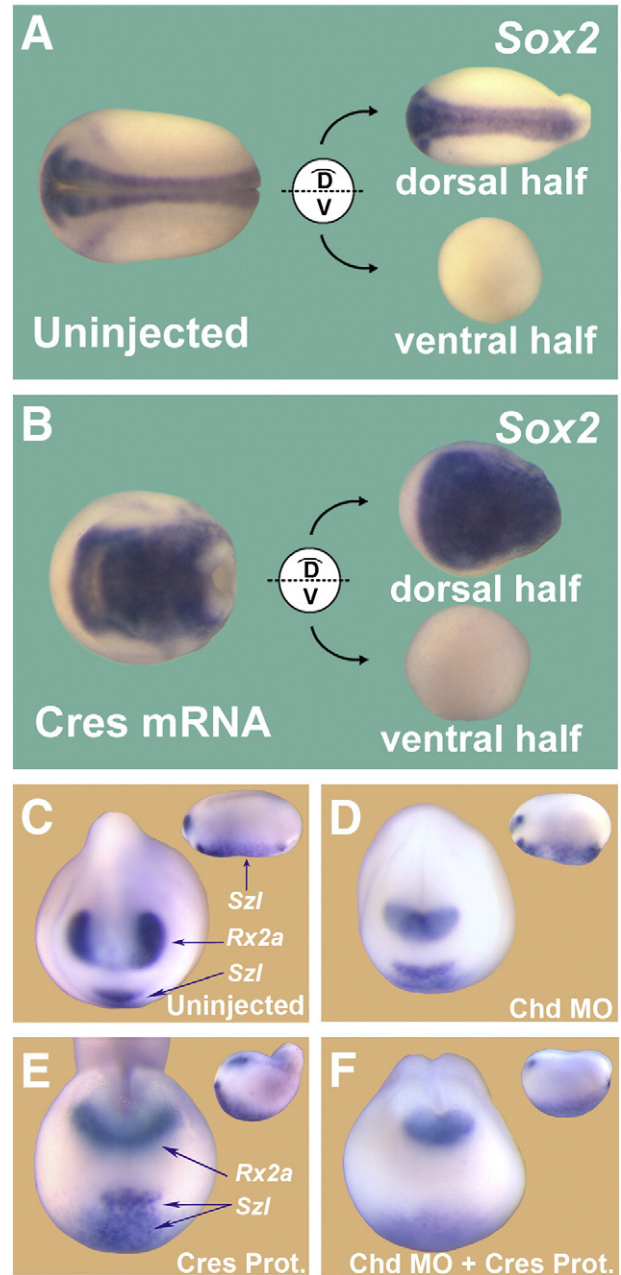 A
Sox2
D
V
dorsal half
ventral half
Uninjected
B
Sox2
D
V
dorsal half
ventral half
Cres mRNA
C
Szl
Rx2a
Szl
Uninjected
D
Chd MO
E
Rx2a
Szl
Cres Prot.
F
Chd MO + Cres Prot.